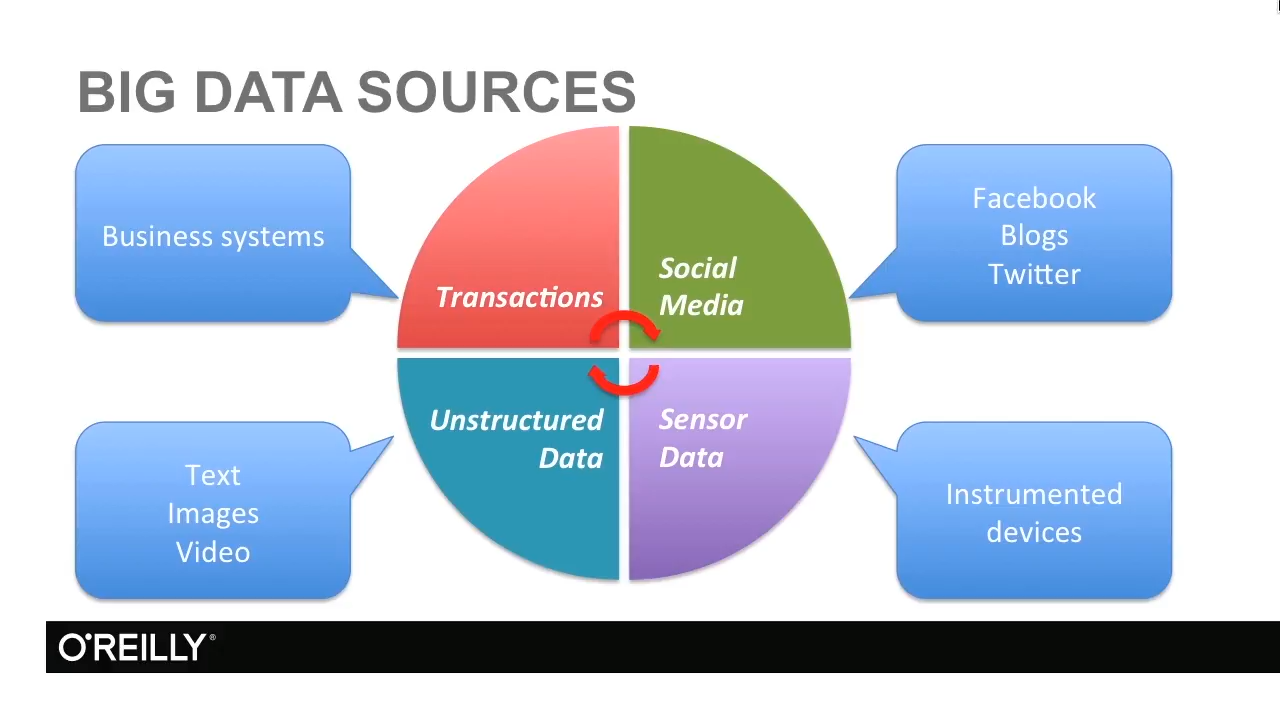 BIG DATA SOURCES
Business systems
Transactions
Social
Media
Facebook
Blogs
Twitter
Text
Images
Video
Unstructured
Data
Sensor
Data
Instrumented
devices
O'REILLY®